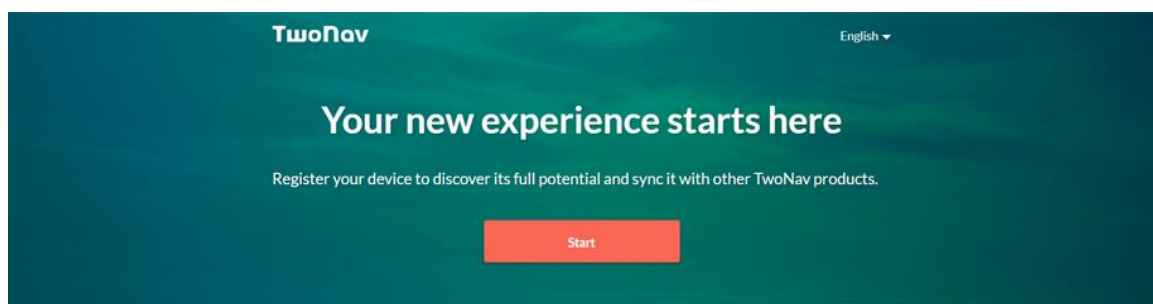 TwoNav
English
Your new experience starts here
Register your device to discover its full potential and sync it with other TwoNav products.
Start